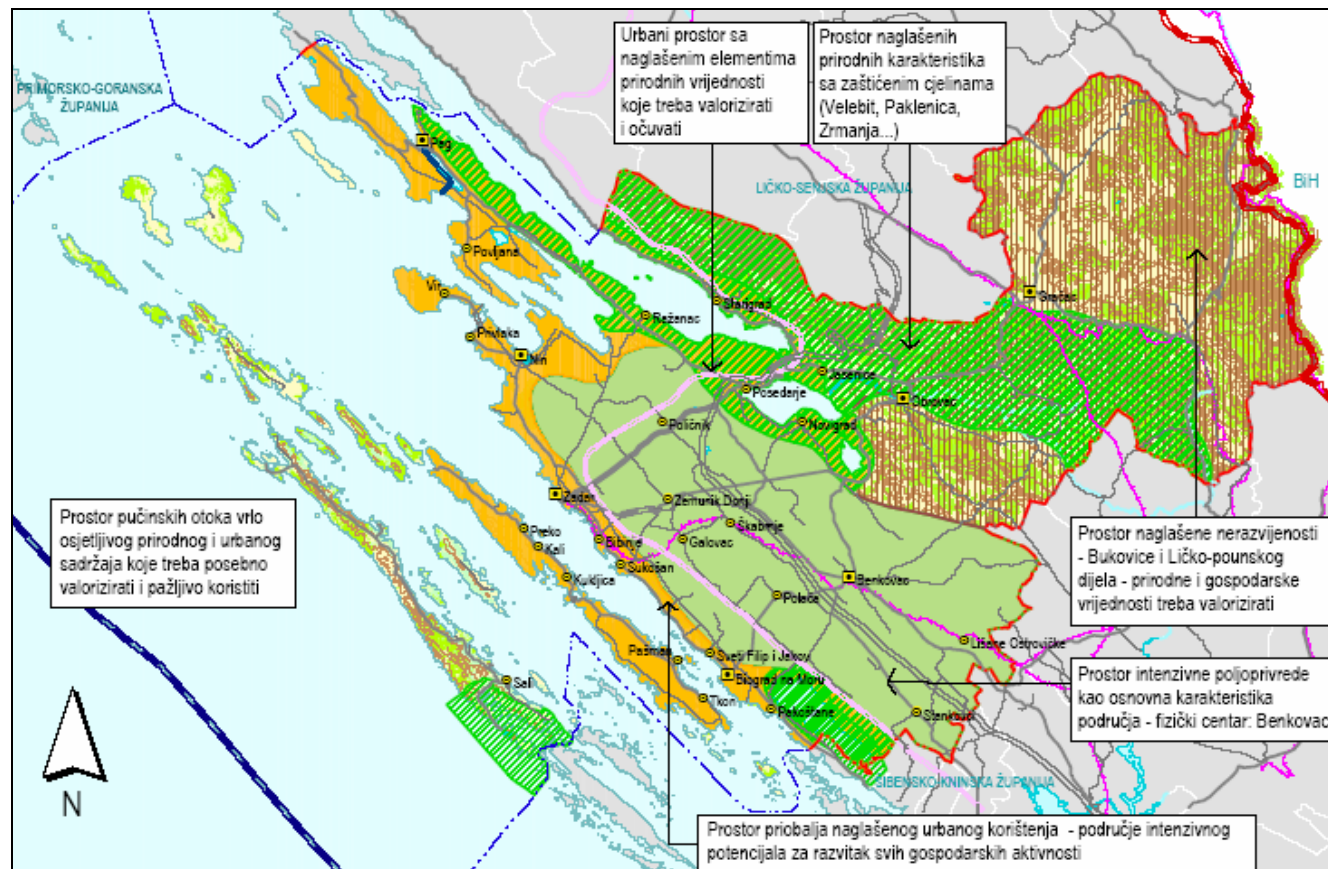 Urbani prostor sa
naglašenim elementima
prirodnih vrijednosti
koje treba valorizirati
i očuvati
Prostor naglašenih
prirodnih karakteristika
sa zaštićenim cjelinama
(Velebit, Paklenica,
Zrmanja...)
PRIMORSKO-GORANSKA
ŽUPANIJA
Pag
LIČKO-SENJSKA ŽUPANIJA
BiH
Povljana
Vir
Starigrad
Gračac
Ražanac
Privlaka
Nin
Jasenice
Posedarje
Obrovac
Poličnik
Novigrad
Zadar
Zemunik Donji
Škabrnje
Preko
Kali
Bibinje
Galovac
Sukošan
Kukljica
Benkovac
Polače
Prostor pučinskih otoka vrlo
osjetljivog prirodnog i urbanog
sadržaja koje treba posebno
valorizirati i pažljivo koristiti
Prostor naglašene nerazvijenosti
- Bukovice i Ličko-pounskog
dijela - prirodne i gospodarske
vrijednosti treba valorizirati
Lišane Ostrovičke
Pašman
Sveti Filip i Jakov
Biograd na Moru
Sali
Tkon
Pakoštane
Stankovci
Prostor intenzivne poljoprivrede
kao osnovna karakteristika
područja - fizički centar: Benkovac
ŠIBENSKO-KNINSKA ŽUPANIJA
N
Prostor priobalja naglašenog urbanog korištenja - područje intenzivnog
potencijala za razvitak svih gospodarskih aktivnosti